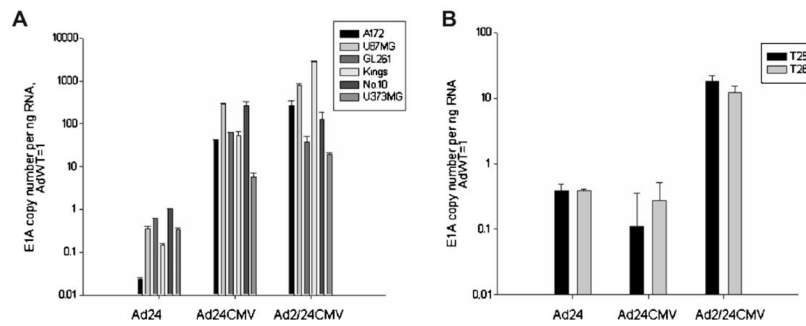 A
E1A copy number per ng RNA,
AdWT=1
10000
1000
100
10
1
0.1
0.01
A172
U87MG
GL261
Kings
No.10
U373MG
Ad24
Ad24CMV
Ad2/24CMV
B
E1A copy number per ng RNA,
AdWT=1
100
10
1
0.1
0.01
Ad24
Ad24CMV
Ad2/24CMV